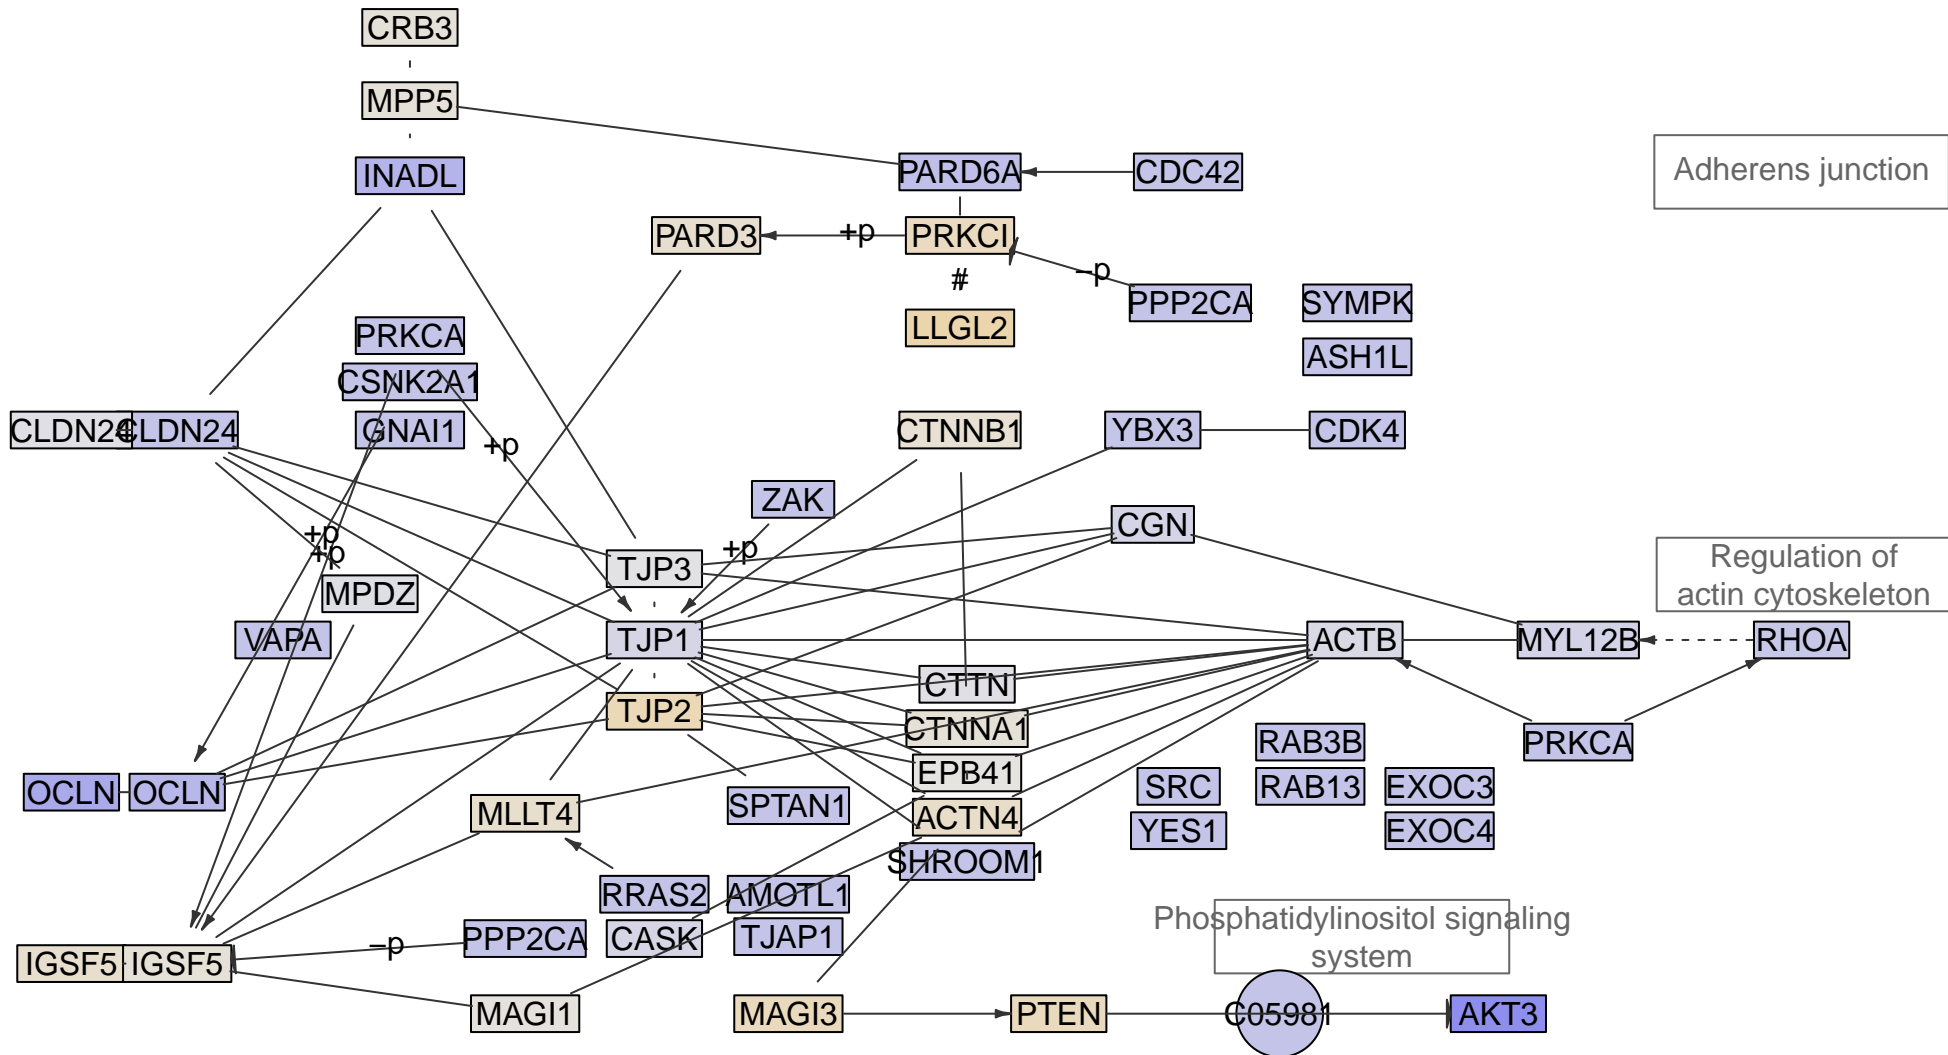 CRB3
MPP5
INADL
PARD6A
CDC42
Adherens junction
PARD3
+p
PRKCI
–p
#
PPP2CA
SYMPK
LLGL2
PRKCA
ASH1L
CSNK2A1
CLDN24
CLDN24
GNAI1
+p
CTNNB1
YBX3
CDK4
ZAK
CGN
+p
+p
+p
TJP3
Regulation of
actin cytoskeleton
MPDZ
VAPA
TJP1
ACTB
MYL12B
RHOA
CTTN
TJP2
CTNNA1
RAB3B
PRKCA
EPB41
OCLN
OCLN
SRC
RAB13
EXOC3
MLLT4
SPTAN1
ACTN4
YES1
EXOC4
SHROOM1
RRAS2
AMOTL1
Phosphatidylinositol signaling
system
–p
PPP2CA
CASK
TJAP1
IGSF5
IGSF5
MAGI1
MAGI3
PTEN
C05981
AKT3